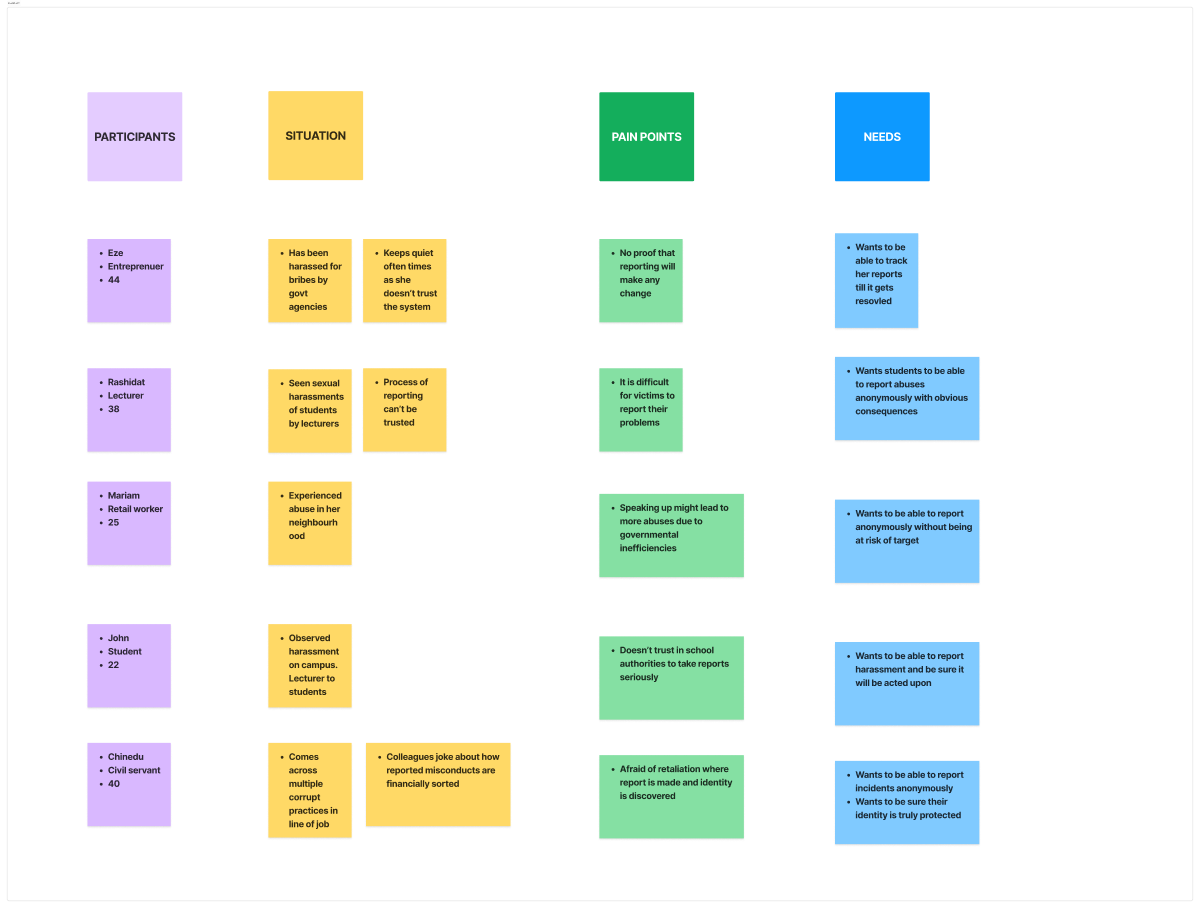 PARTICIPANTS
SITUATION
PAIN POINTS
NEEDS
• Eze
• Entreprenuer
• 44
• Has been
harassed for
bribes by
govt
agencies
• Keeps quiet
often times
as she
doesn't trust
the system
• No proof that
reporting will
make any
change
• Wants to be
able to track
her reports
till it gets
resovled
• Rashidat
• Lecturer
• 38
• Seen sexual
harassments
of students
by lecturers
• Process of
reporting
can't be
trusted
• It is difficult
for victims to
report their
problems
• Wants students to be able
to report abuses
anonymously with obvious
consequences
• Mariam
• Retail worker
• 25
• Experienced
abuse in her
neighbourh
ood
• Speaking up might lead to
more abuses due to
governmental
inefficiencies
• Wants to be able to report
anonymously without being
at risk of target
• John
• Student
• 22
• Observed
harassment
on campus.
Lecturer to
students
• Doesn't trust in school
authorities to take reports
seriously
• Wants to be able to report
harassment and be sure it
will be acted upon
• Chinedu
• Civil servant
• 40
• Comes
across
multiple
corrupt
practices in
line of job
• Colleagues joke about how
reported misconducts are
financially sorted
• Afraid of retaliation where
report is made and identity
is discovered
• Wants to be able to report
incidents anonymously
• Wants to be sure their
identity is truly protected